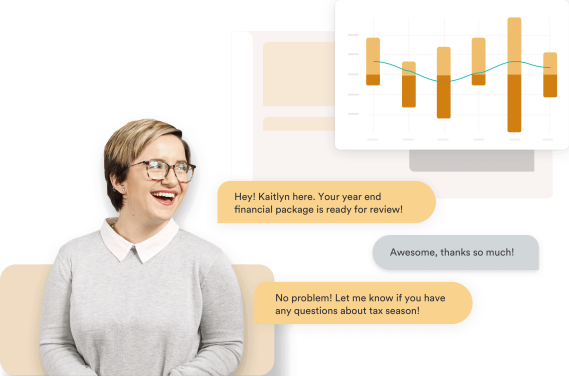 Hey! Kaitlyn here. Your year end
financial package is ready for review!
Awesome, thanks so much!
No problem! Let me know if you have
any questions about tax season!